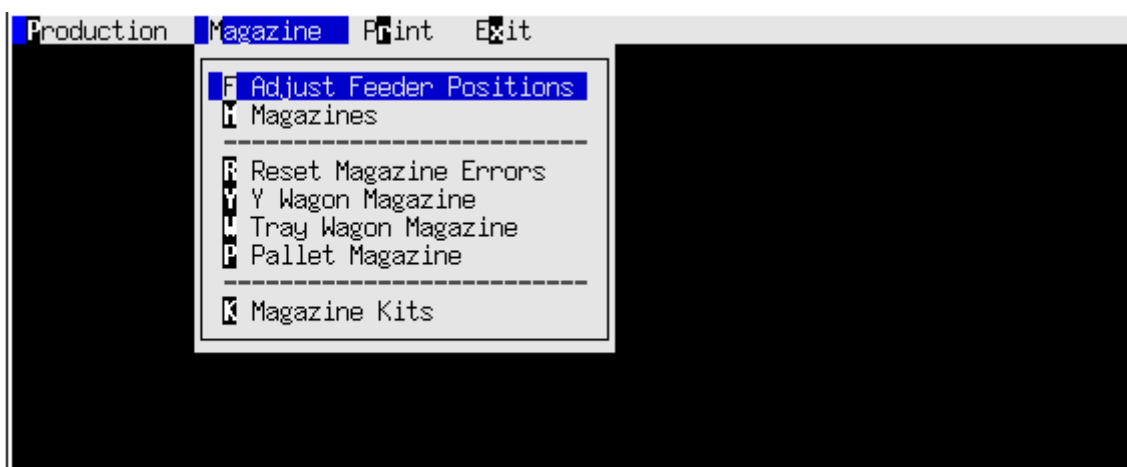 Production Magazine Print Exit
F Adjust Feeder Positions
M Magazines
--------------------------
R Reset Magazine Errors
Y Y Wagon Magazine
W Tray Wagon Magazine
P Pallet Magazine
--------------------------
K Magazine Kits